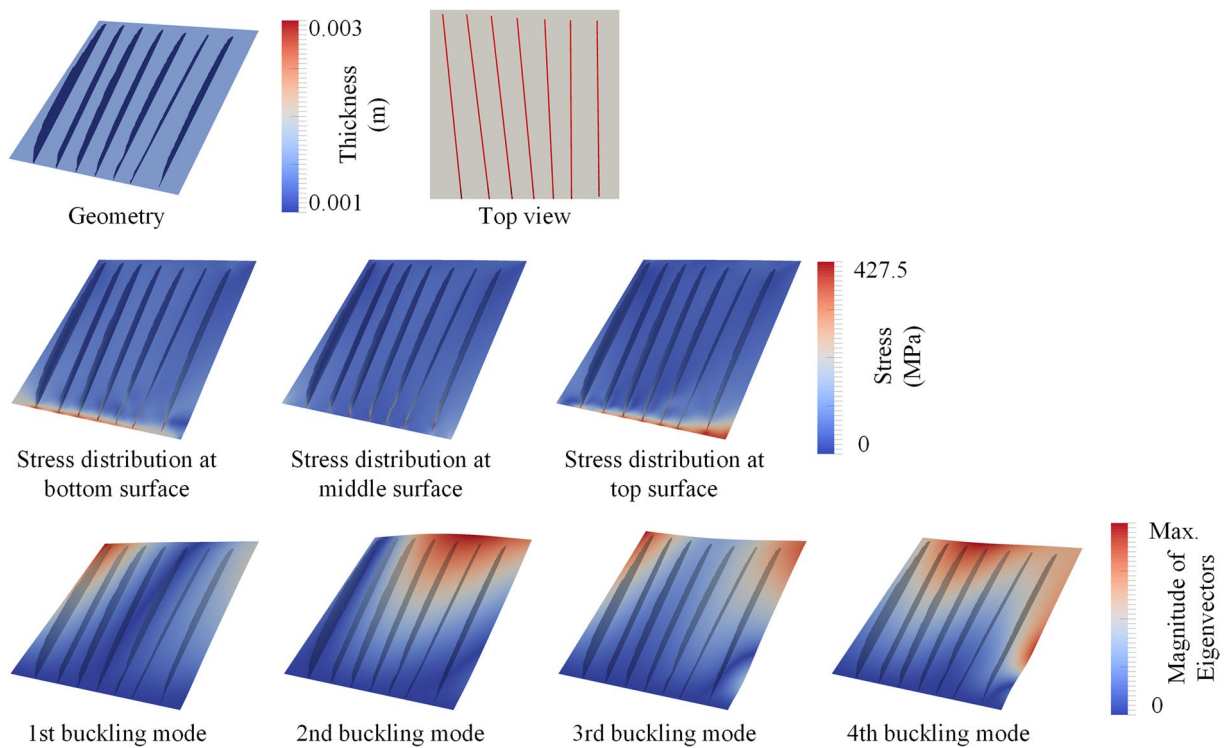 0.003
Thickness
(m)
0.001
Geometry
Top view
427.5
Stress
(MPa)
0
Stress distribution at
bottom surface
Stress distribution at
middle surface
Stress distribution at
top surface
Max.
Magnitude of
Eigenvectors
0
1st buckling mode
2nd buckling mode
3rd buckling mode
4th buckling mode